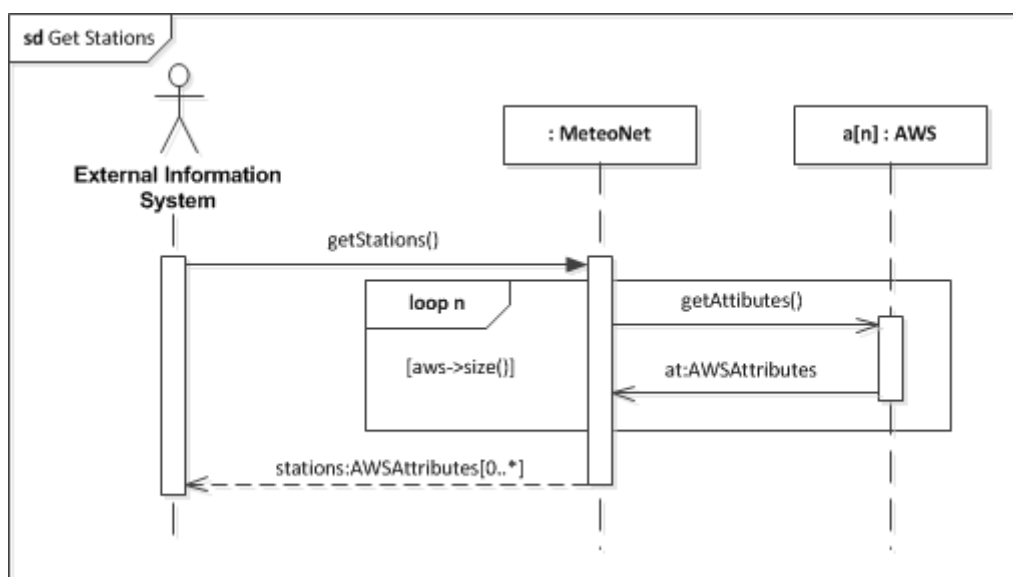 sd Get Stations
External Information
System
: MeteoNet
a[n] : AWS
getStations()
loop n
getAttibutes()
[aws->size()]
at:AWSAttributes
stations:AWSAttributes[0..*]